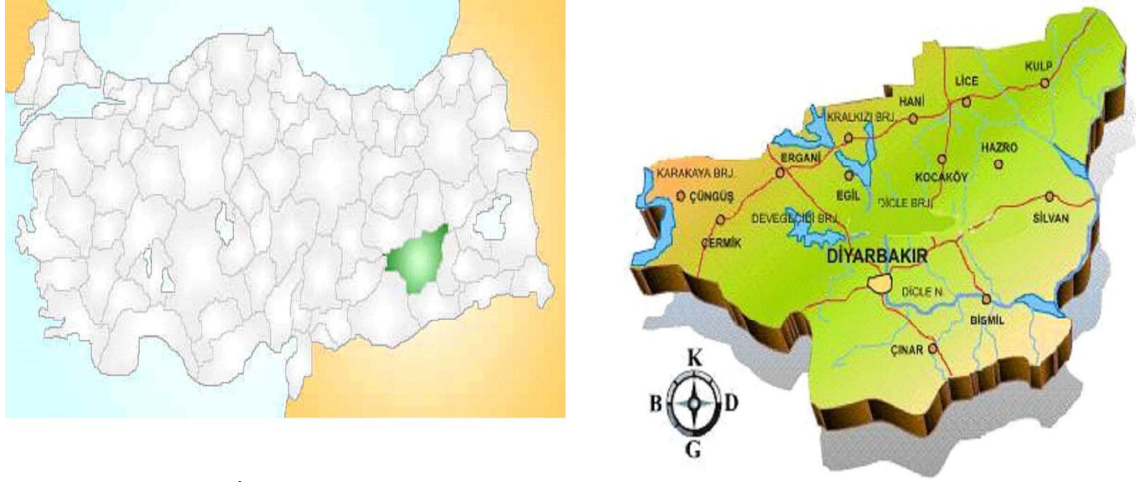 KULP
LİCE
HANİ
KRALKIZI BRJ.
ERGANİ
HAZRO
KARAKAYA BRJ.
KOCAKÖY
ÇÜNGÜŞ
EGİL
DİCLE BRJ.
SİLVAN
DEVEGEÇİDİ BRJ.
ÇERMİK
DİYARBAKIR
DİCLE N.
BİSMİL
ÇINAR
K
B D
G